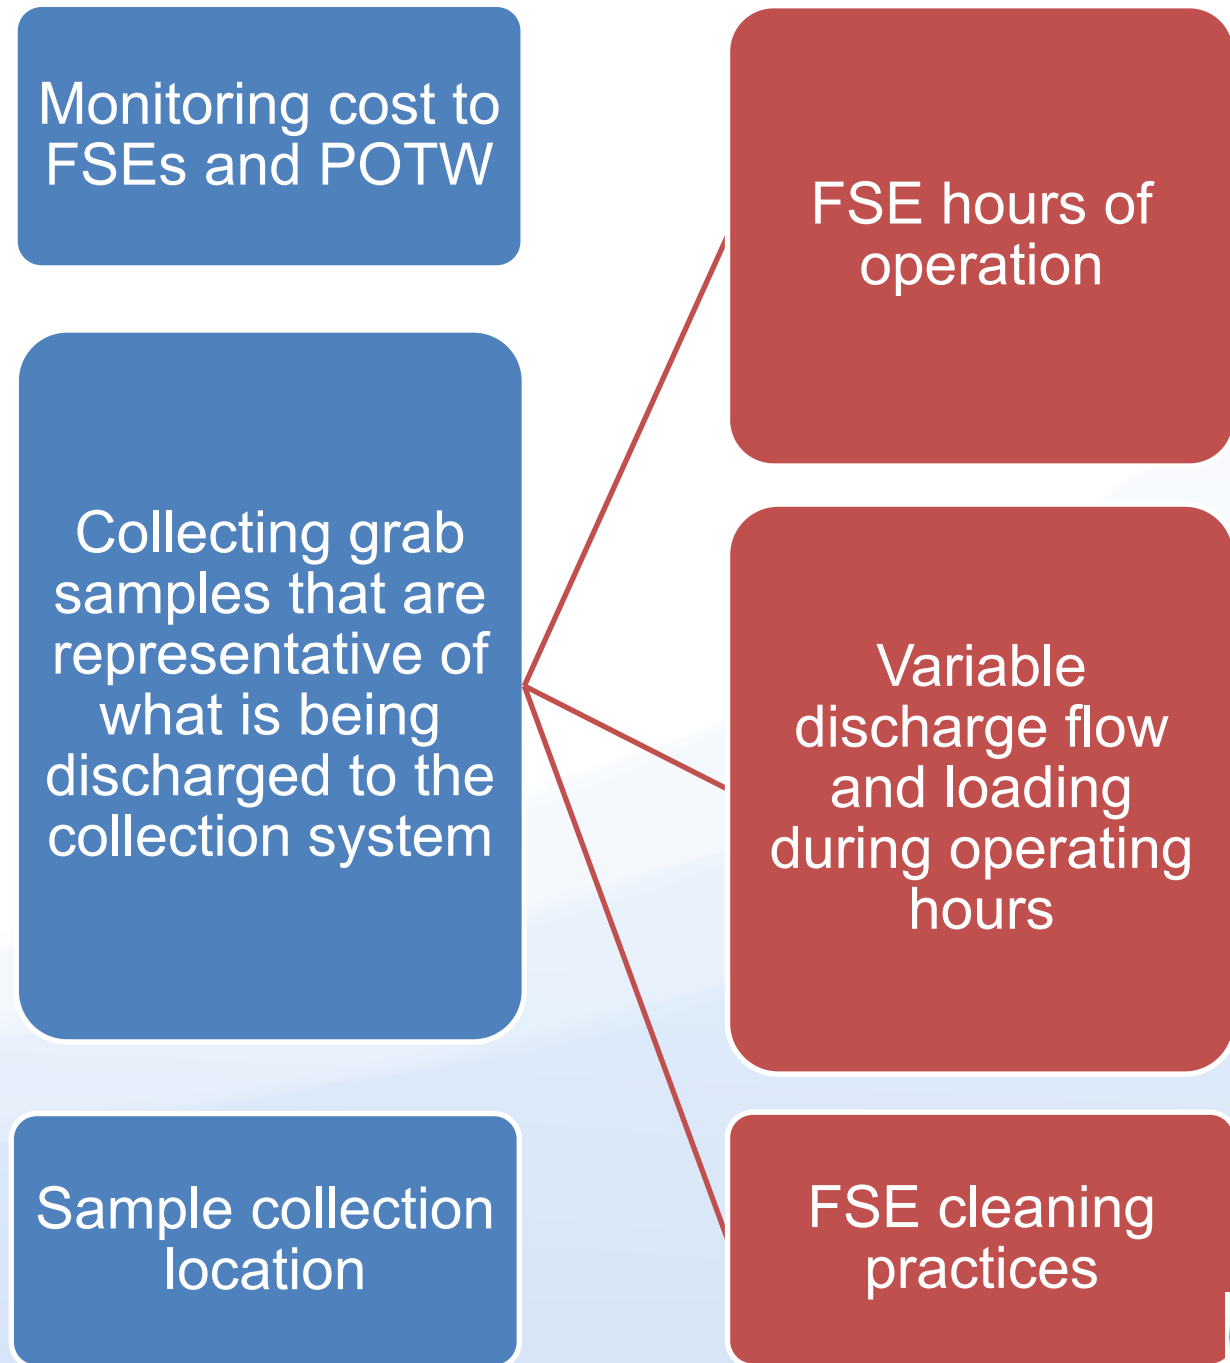 Monitoring cost to
FSEs and POTW
Collecting grab
samples that are
representative of
what is being
discharged to the
collection system
Sample collection
location
FSE hours of
operation
Variable
discharge flow
and loading
during operating
hours
FSE cleaning
practices